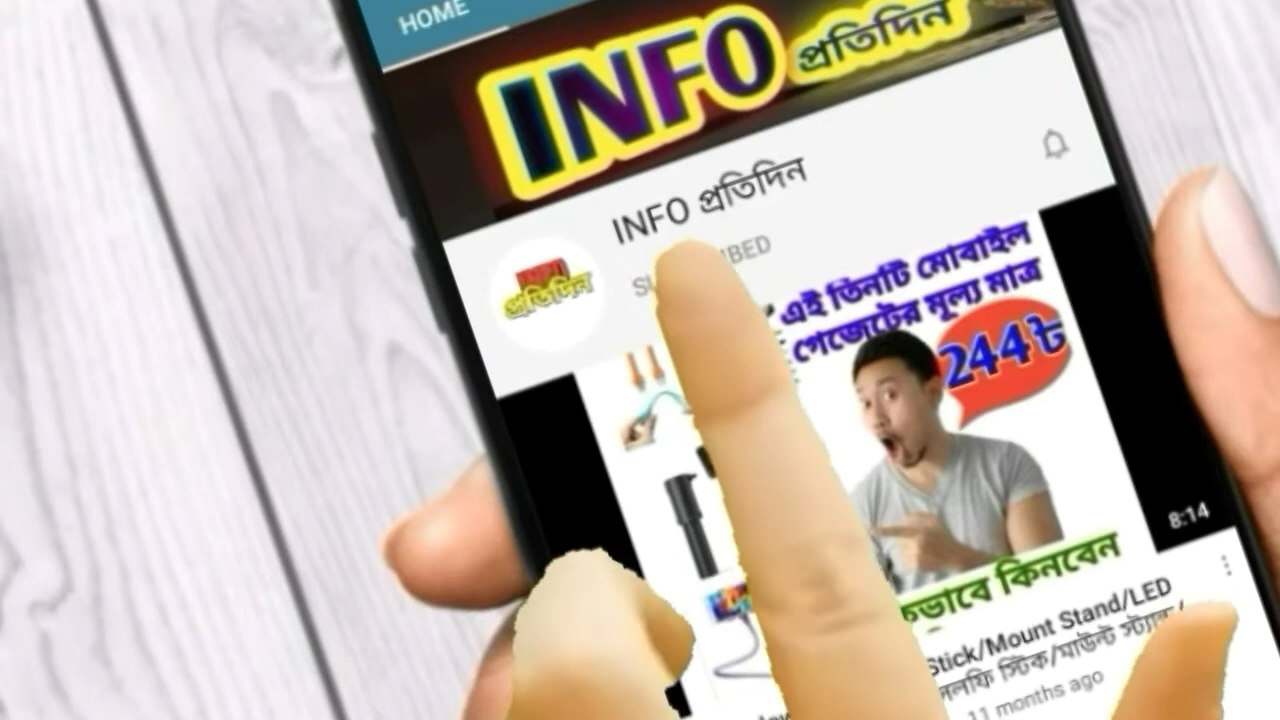 HOME
INFO প্রতিদিন
INFO প্রতিদিন
প্রতিদিন
এই তিনটি মোবাইল
গেজেটের মূল্য মাত্র
244৳
কিনবেন
8:14
Stick/Mount Stand/LED
স্টিক/মাউন্ট
11 months ago